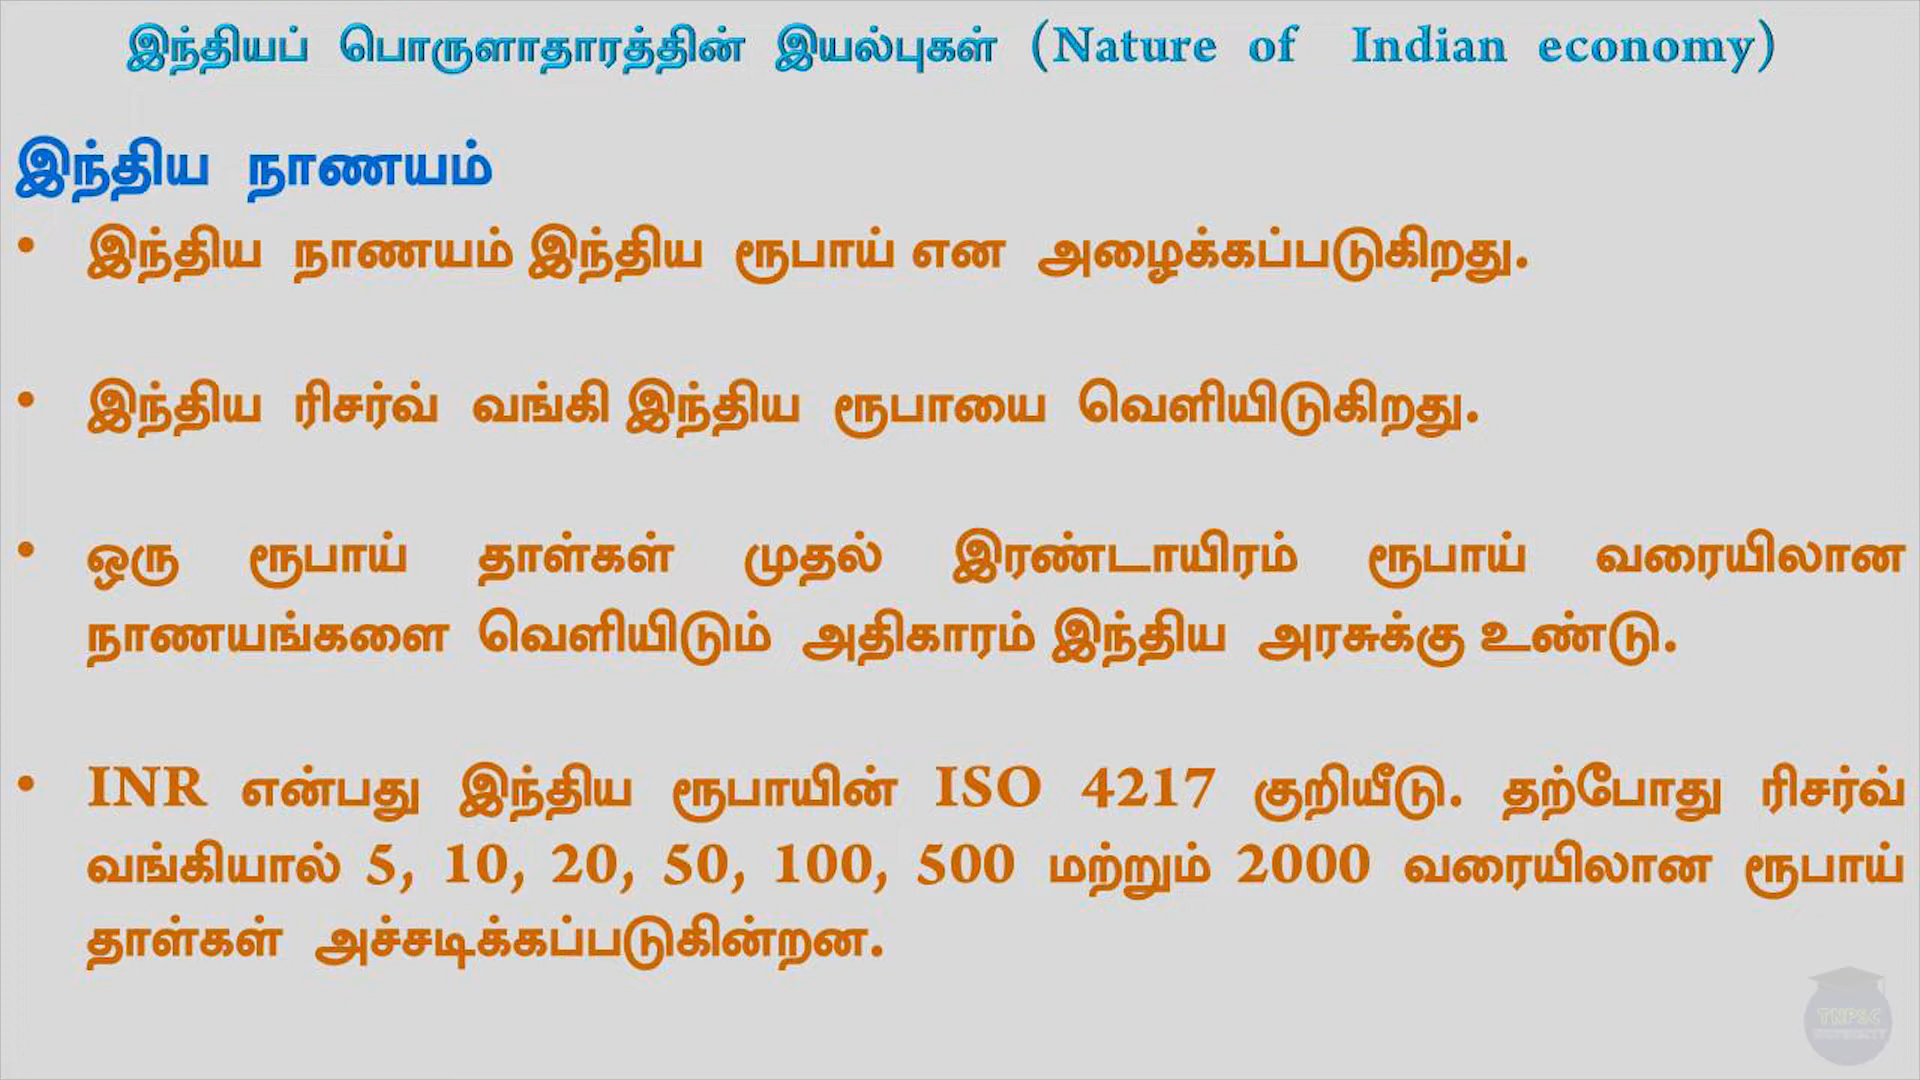 இந்தியப் பொருளாதாரத்தின் இயல்புகள் (Nature of Indian economy)
இந்திய நாணயம்
• இந்திய நாணயம் இந்திய ரூபாய் என அழைக்கப்படுகிறது.
• இந்திய ரிசர்வ் வங்கி இந்திய ரூபாயை வெளியிடுகிறது.
• ஒரு ரூபாய் தாள்கள் முதல் இரண்டாயிரம் ரூபாய் வரையிலான
நாணயங்களை வெளியிடும் அதிகாரம் இந்திய அரசுக்கு உண்டு.
• INR என்பது இந்திய ரூபாயின் ISO 4217 குறியீடு. தற்போது ரிசர்வ்
வங்கியால் 5, 10, 20, 50, 100, 500 மற்றும் 2000 வரையிலான ரூபாய்
தாள்கள் அச்சடிக்கப்படுகின்றன.
TNPSC